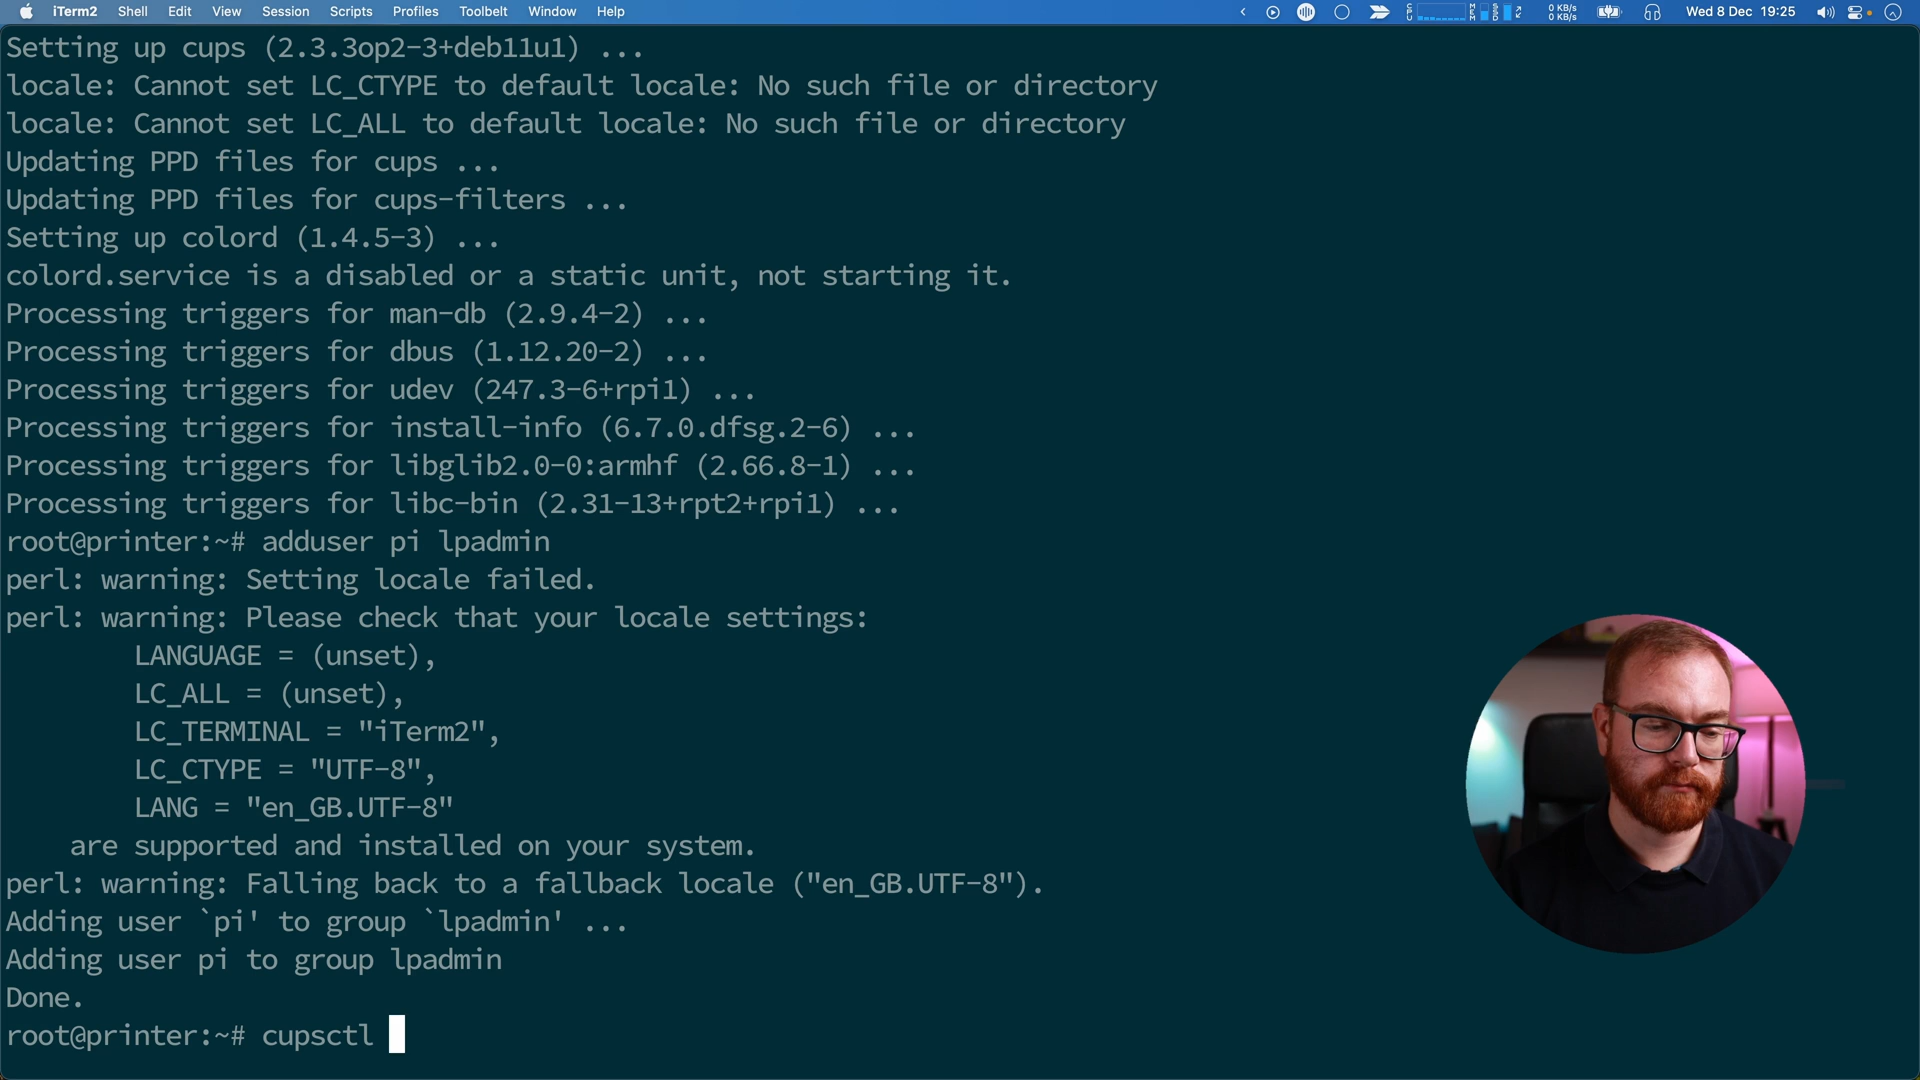 iTerm2 Shell Edit View Session Scripts Profiles Toolbelt Window Help 0 KB/s 0 KB/s Wed 8 Dec 19:25
Setting up cups (2.3.3op2-3+deb11u1) ...
locale: Cannot set LC_CTYPE to default locale: No such file or directory
locale: Cannot set LC_ALL to default locale: No such file or directory
Updating PPD files for cups ...
Updating PPD files for cups-filters ...
Setting up colord (1.4.5-3) ...
colord.service is a disabled or a static unit, not starting it.
Processing triggers for man-db (2.9.4-2) ...
Processing triggers for dbus (1.12.20-2) ...
Processing triggers for udev (247.3-6+rpi1) ...
Processing triggers for install-info (6.7.0.dfsg.2-6) ...
Processing triggers for libglib2.0-0:armhf (2.66.8-1) ...
Processing triggers for libc-bin (2.31-13+rpt2+rpi1) ...
root@printer:~# adduser pi lpadmin
perl: warning: Setting locale failed.
perl: warning: Please check that your locale settings:
LANGUAGE = (unset),
LC_ALL = (unset),
LC_TERMINAL = "iTerm2",
LC_CTYPE = "UTF-8",
LANG = "en_GB.UTF-8"
are supported and installed on your system.
perl: warning: Falling back to a fallback locale ("en_GB.UTF-8").
Adding user `pi' to group `lpadmin' ...
Adding user pi to group lpadmin
Done.
root@printer:~# cupsctl